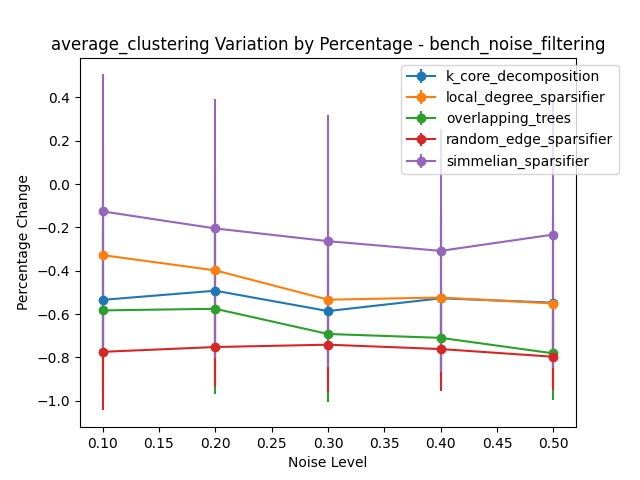 average_clustering Variation by Percentage - bench_noise_filtering
k_core_decomposition
local_degree_sparsifier
overlapping_trees
random_edge_sparsifier
simmelian_sparsifier
Percentage Change
0.4
0.2
0.0
−0.2
−0.4
−0.6
−0.8
−1.0
0.10 0.15 0.20 0.25 0.30 0.35 0.40 0.45 0.50
Noise Level